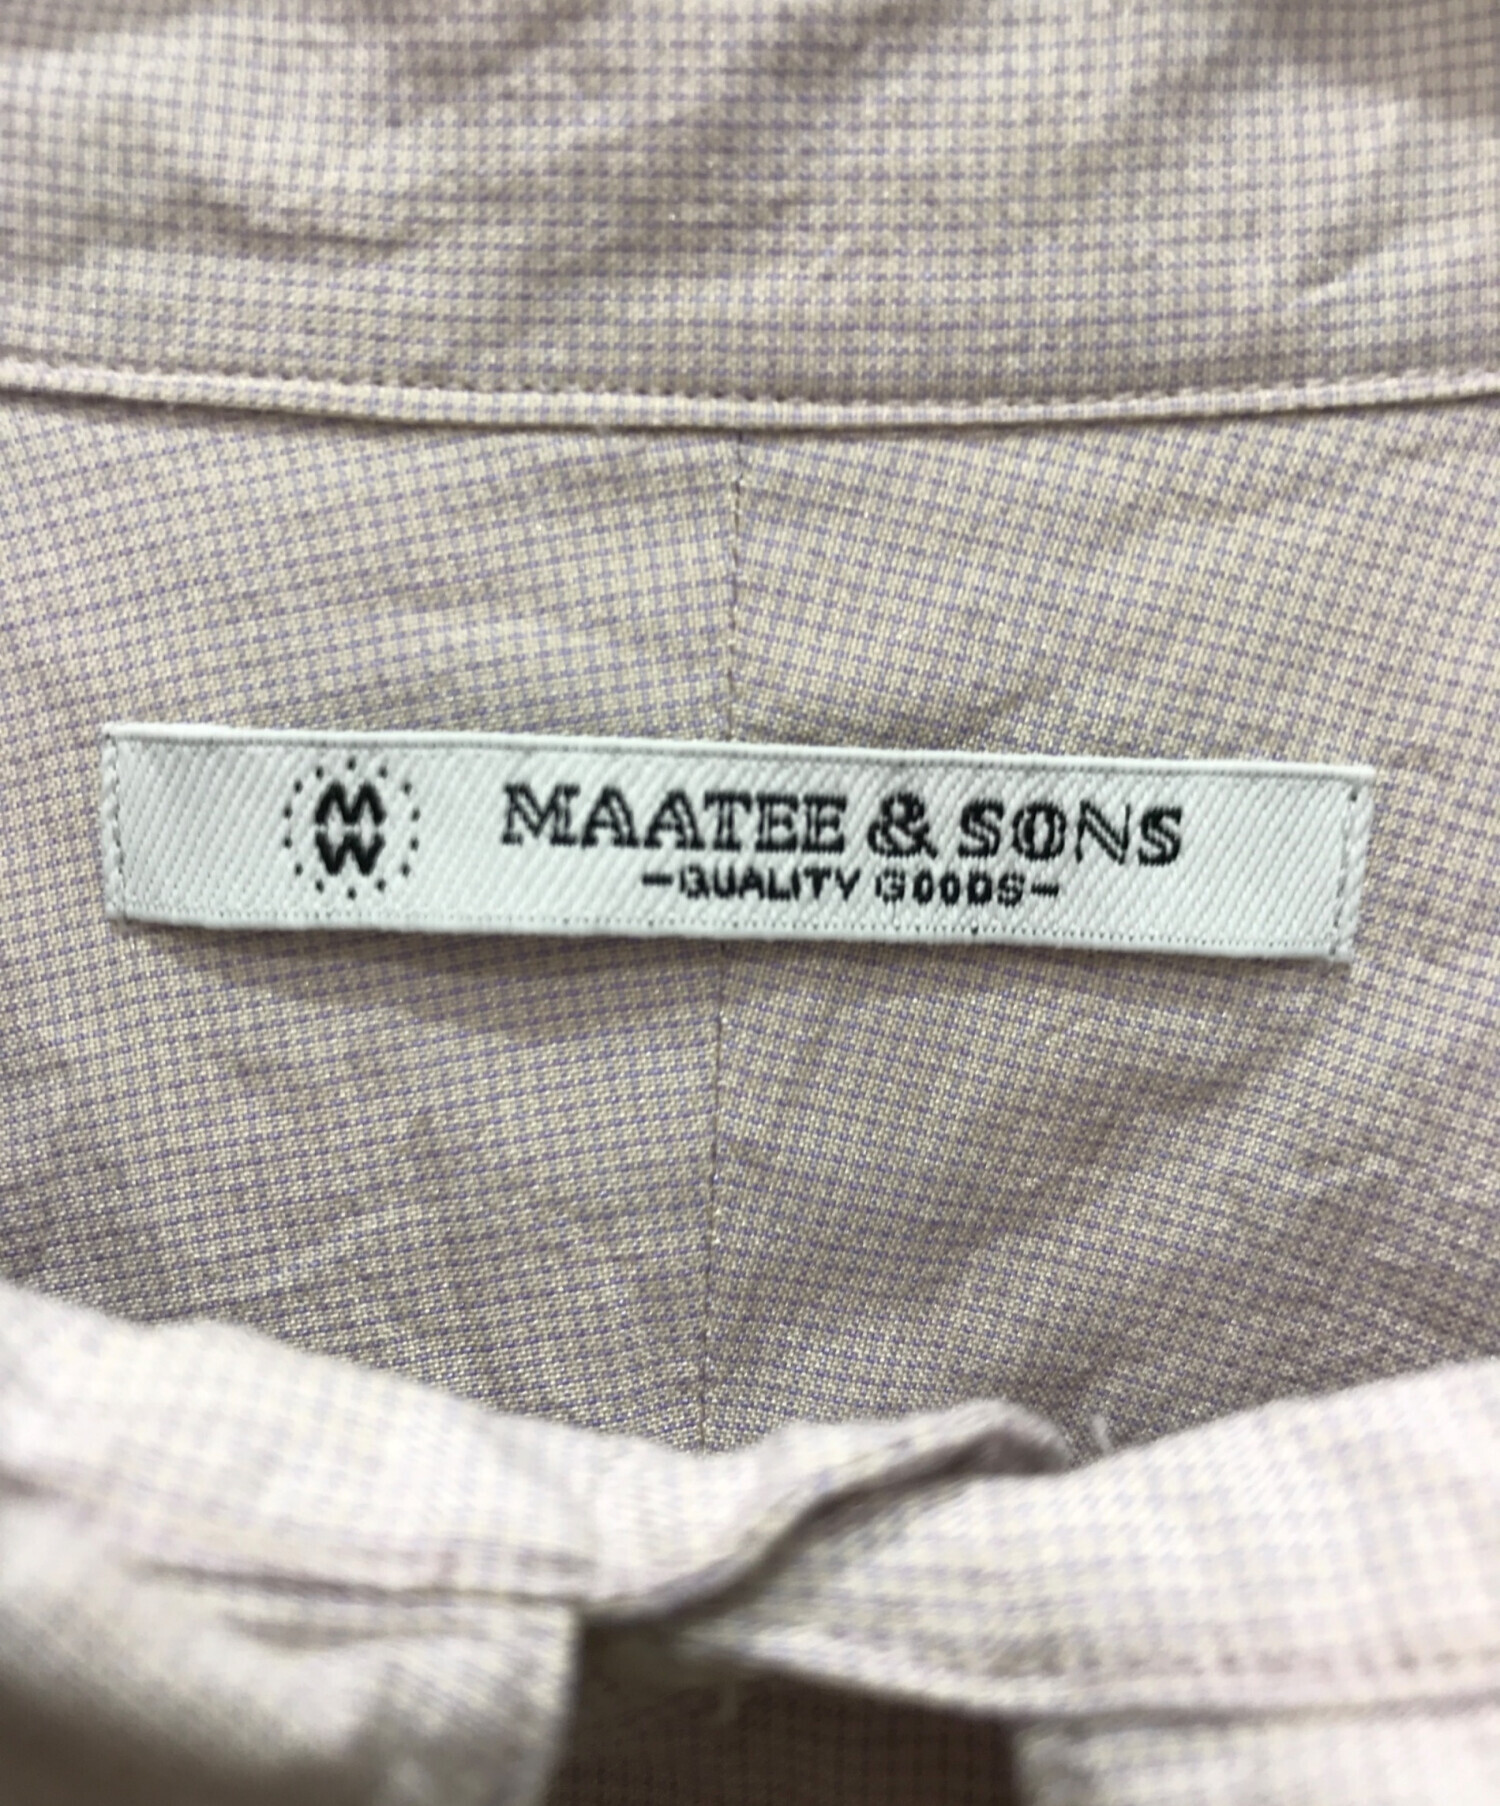 M
W
MAATEE & SONS
-QUALITY GOODS-